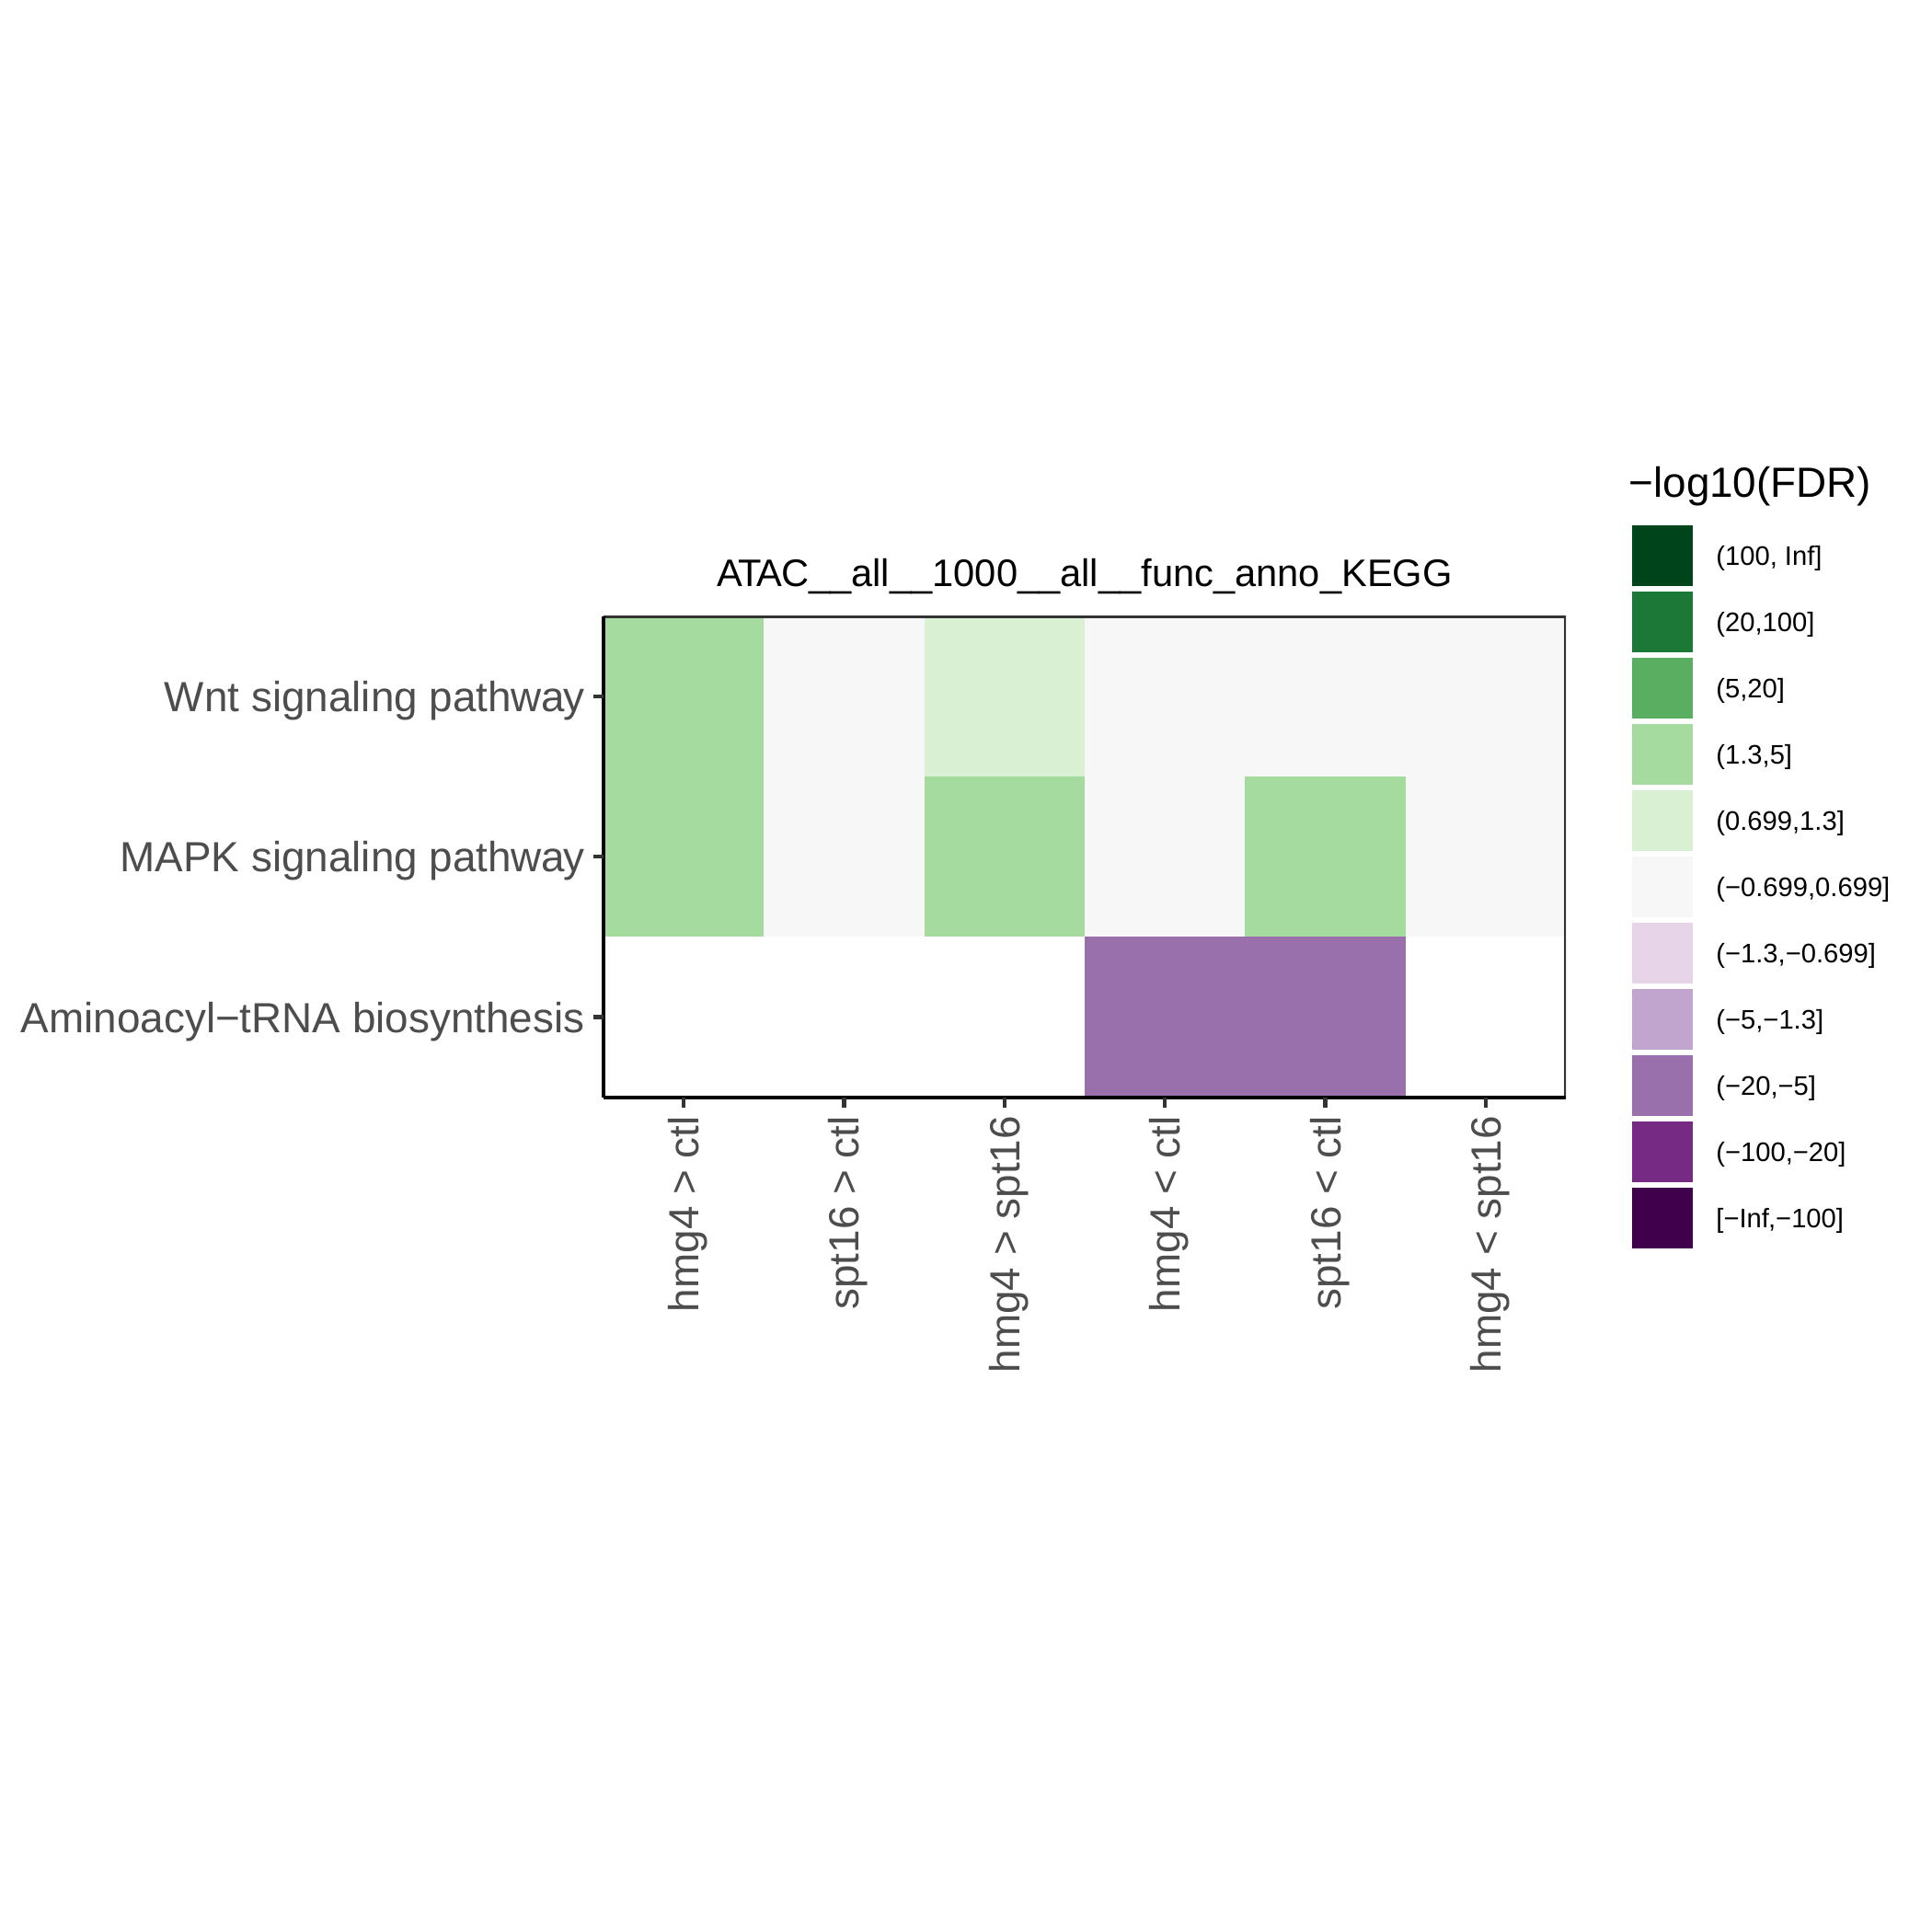 ATAC__all__1000__all__func_anno_KEGG
Wnt signaling pathway
MAPK signaling pathway
Aminoacyl−tRNA biosynthesis
hmg4 > ctl
spt16 > ctl
hmg4 > spt16
hmg4 < ctl
spt16 < ctl
hmg4 < spt16
−log10(FDR)
(100, Inf]
(20,100]
(5,20]
(1.3,5]
(0.699,1.3]
(−0.699,0.699]
(−1.3,−0.699]
(−5,−1.3]
(−20,−5]
(−100,−20]
[−Inf,−100]